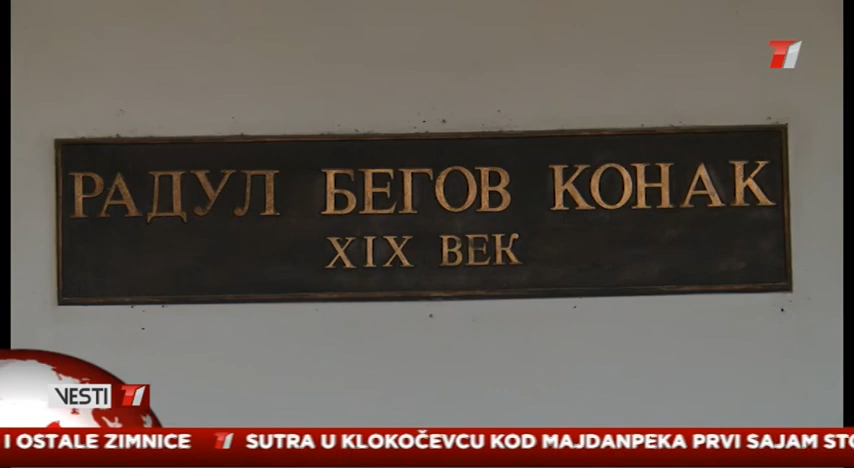 РАДУЛ БЕГОВ КОНАК
XIX ВЕК
VESTI
I OSTALE ZIMNICE SUTRA U KLOKOČEVCU KOD MAJDANPEKA PRVI SAJAM